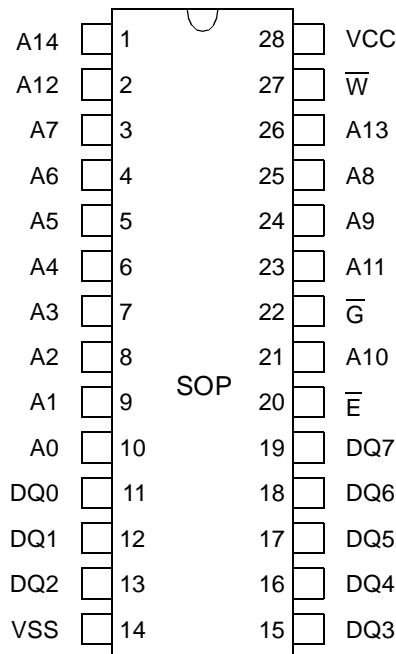 A14 1 28 VCC
A12 2 27 W̅
A7 3 26 A13
A6 4 25 A8
A5 5 24 A9
A4 6 23 A11
A3 7 22 G̅
A2 8 21 A10
SOP
A1 9 20 E̅
A0 10 19 DQ7
DQ0 11 18 DQ6
DQ1 12 17 DQ5
DQ2 13 16 DQ4
VSS 14 15 DQ3